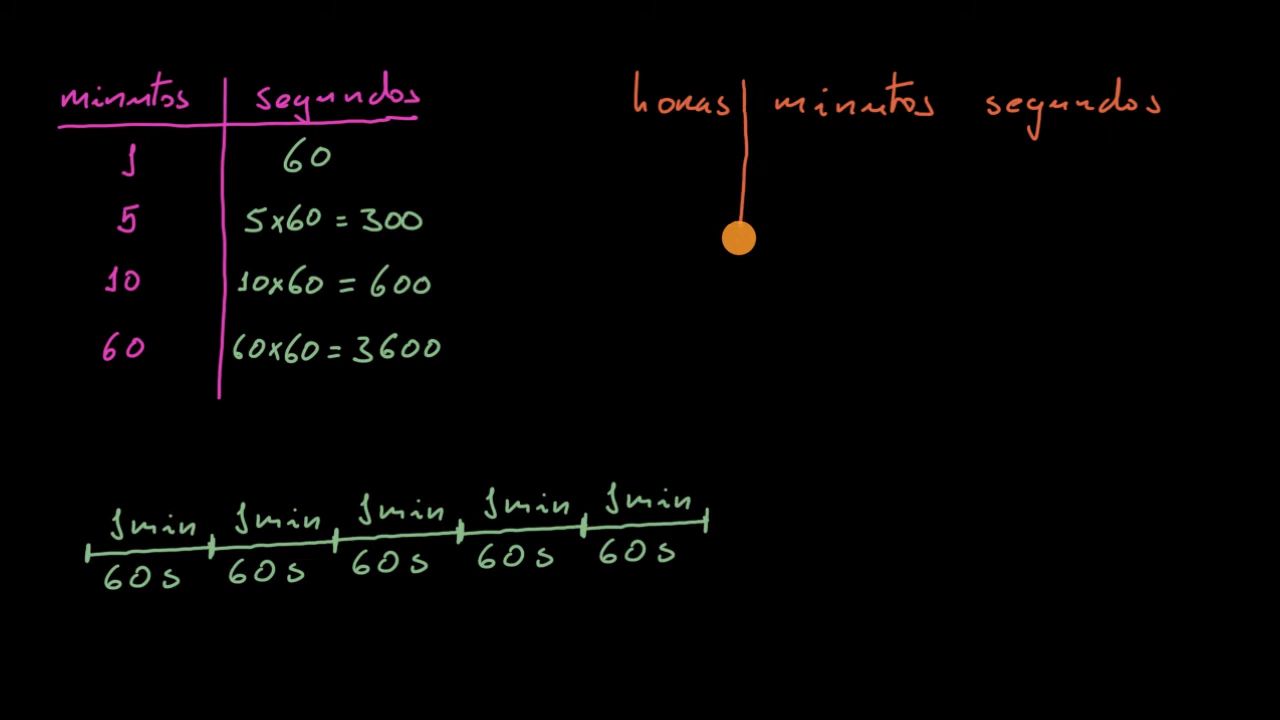 minutos segundos
1 60
5 5x60 = 300
10 10x60 = 600
60 60x60 = 3600
horas minutos segundos
1min 1min 1min 1min 1min
60s 60s 60s 60s 60s